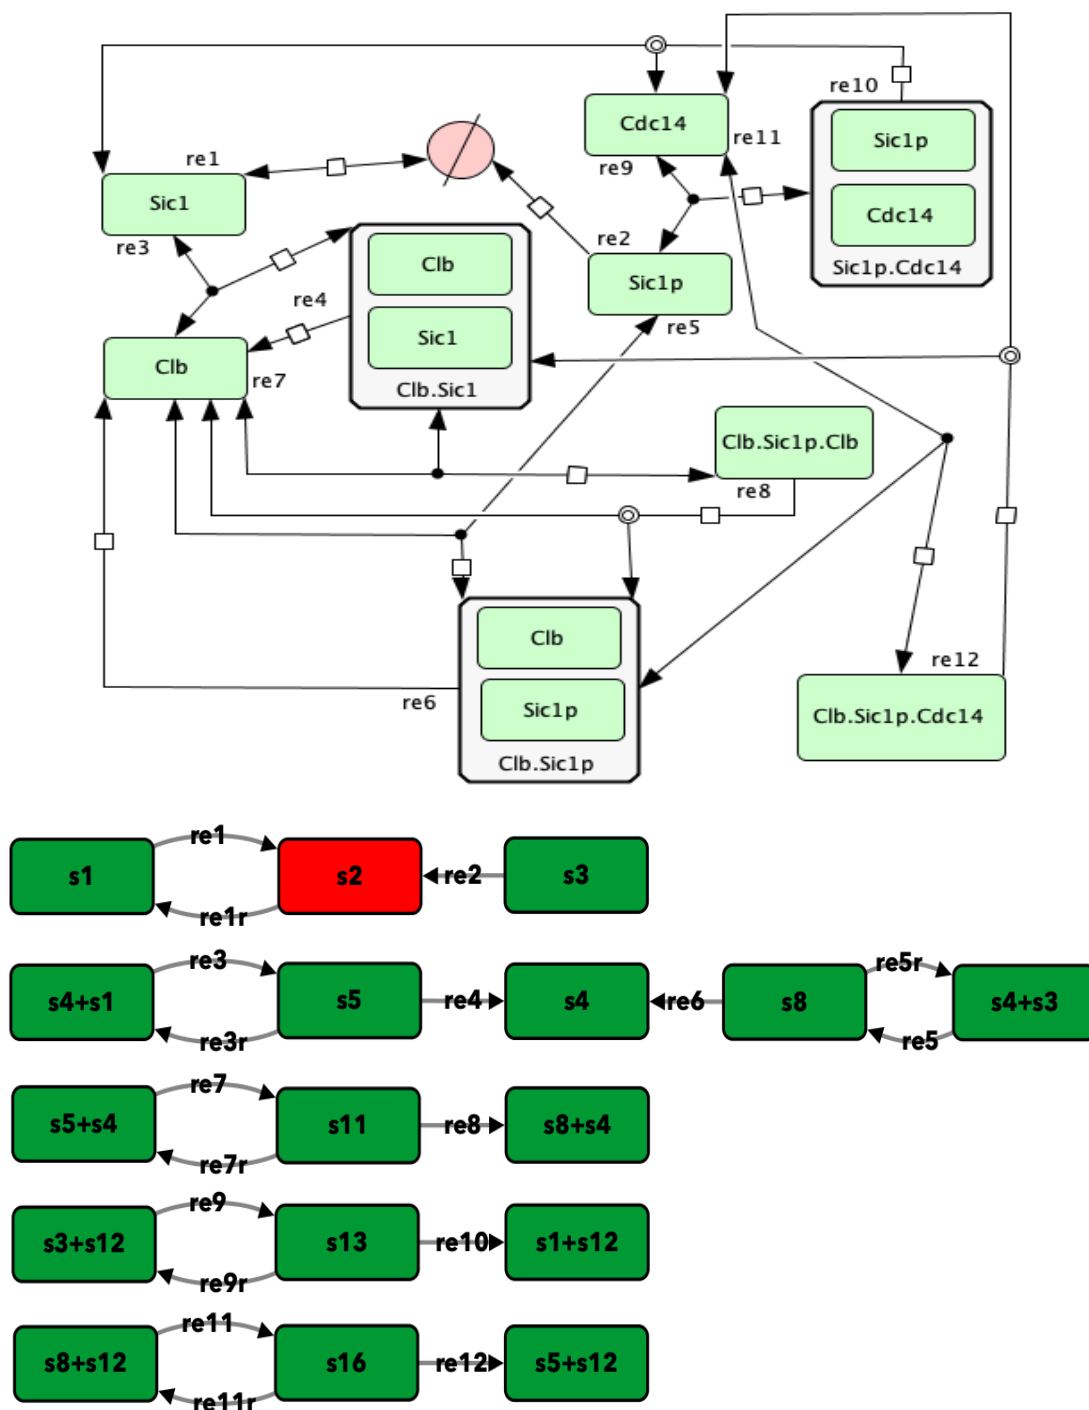 re10
Cdc14
re11
Sic1p
re1
re9
Sic1
re2
Cdc14
re3
Clb
Sic1p
Sic1p.Cdc14
re4
Sic1
re5
Clb
re7
Clb.Sic1
Clb.Sic1p.Clb
re8
Clb
re12
re6
Sic1p
Clb.Sic1p.Cdc14
Clb.Sic1p
re1
s1
s2
re2
s3
re1r
re3
re5r
s4+s1
s5
re4
s4
re6
s8
s4+s3
re3r
re5
re7
s5+s4
s11
re8
s8+s4
re7r
re9
s3+s12
s13
re10
s1+s12
re9r
re11
s8+s12
s16
re12
s5+s12
re11r